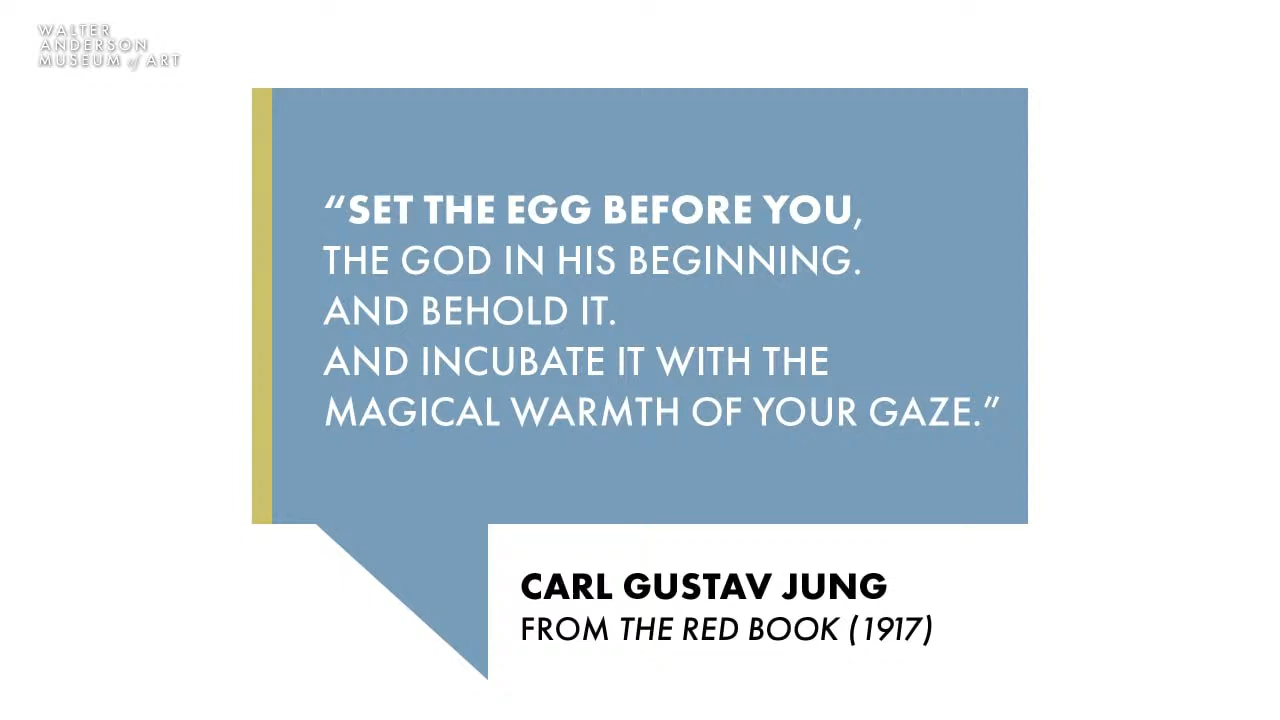 WALTER
ANDERSON
MUSEUM of ART
“SET THE EGG BEFORE YOU,
THE GOD IN HIS BEGINNING.
AND BEHOLD IT.
AND INCUBATE IT WITH THE
MAGICAL WARMTH OF YOUR GAZE.”
CARL GUSTAV JUNG
FROM THE RED BOOK (1917)